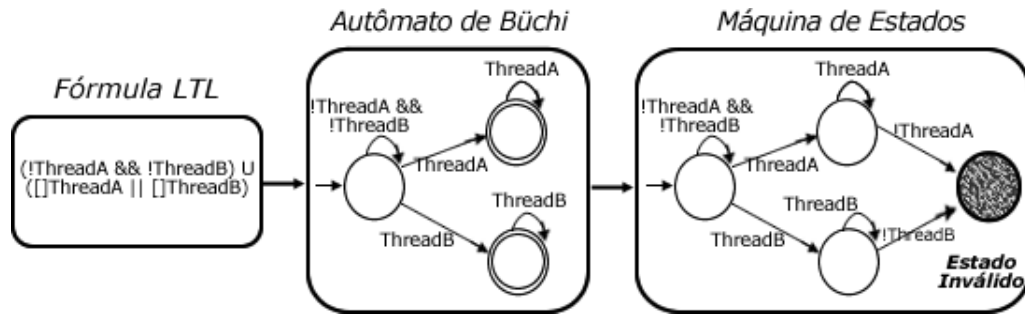 Fórmula LTL
(!ThreadA && !ThreadB) U
([]ThreadA || []ThreadB)
Autômato de Büchi
ThreadA
!ThreadA &&
!ThreadB
ThreadA
ThreadB
ThreadB
Máquina de Estados
ThreadA
!ThreadA &&
!ThreadB
!ThreadA
ThreadA
ThreadB
ThreadB
!ThreadB
Estado
Inválido